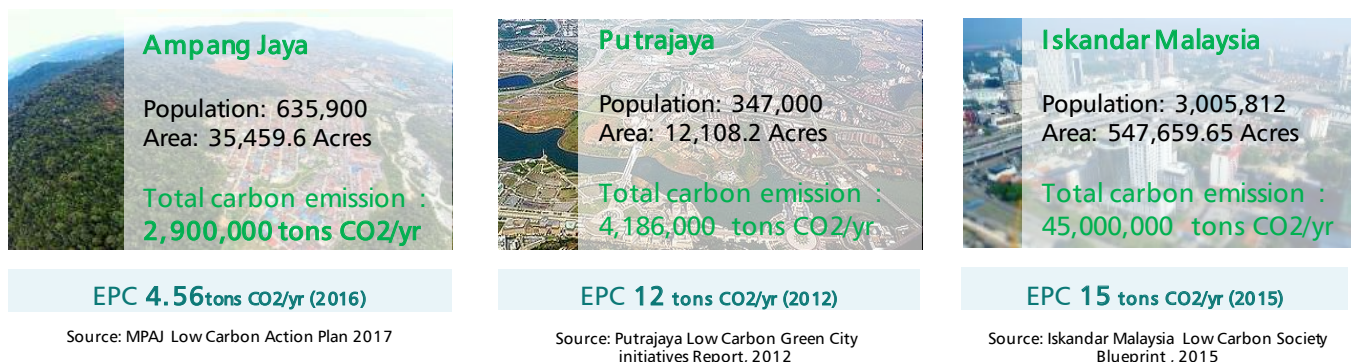 Ampang Jaya
Population: 635,900
Area: 35,459.6 Acres
Total carbon emission :
2,900,000 tons CO2/yr
EPC 4.56tons CO2/yr (2016)
Source: MPAJ Low Carbon Action Plan 2017
Putrajaya
Population: 347,000
Area: 12,108.2 Acres
Total carbon emission :
4,186,000 tons CO2/yr
EPC 12 tons CO2/yr (2012)
Source: Putrajaya Low Carbon Green City
initiatives Report, 2012
Iskandar Malaysia
Population: 3,005,812
Area: 547,659.65 Acres
Total carbon emission :
45,000,000 tons CO2/yr
EPC 15 tons CO2/yr (2015)
Source: Iskandar Malaysia Low Carbon Society
Blueprint , 2015